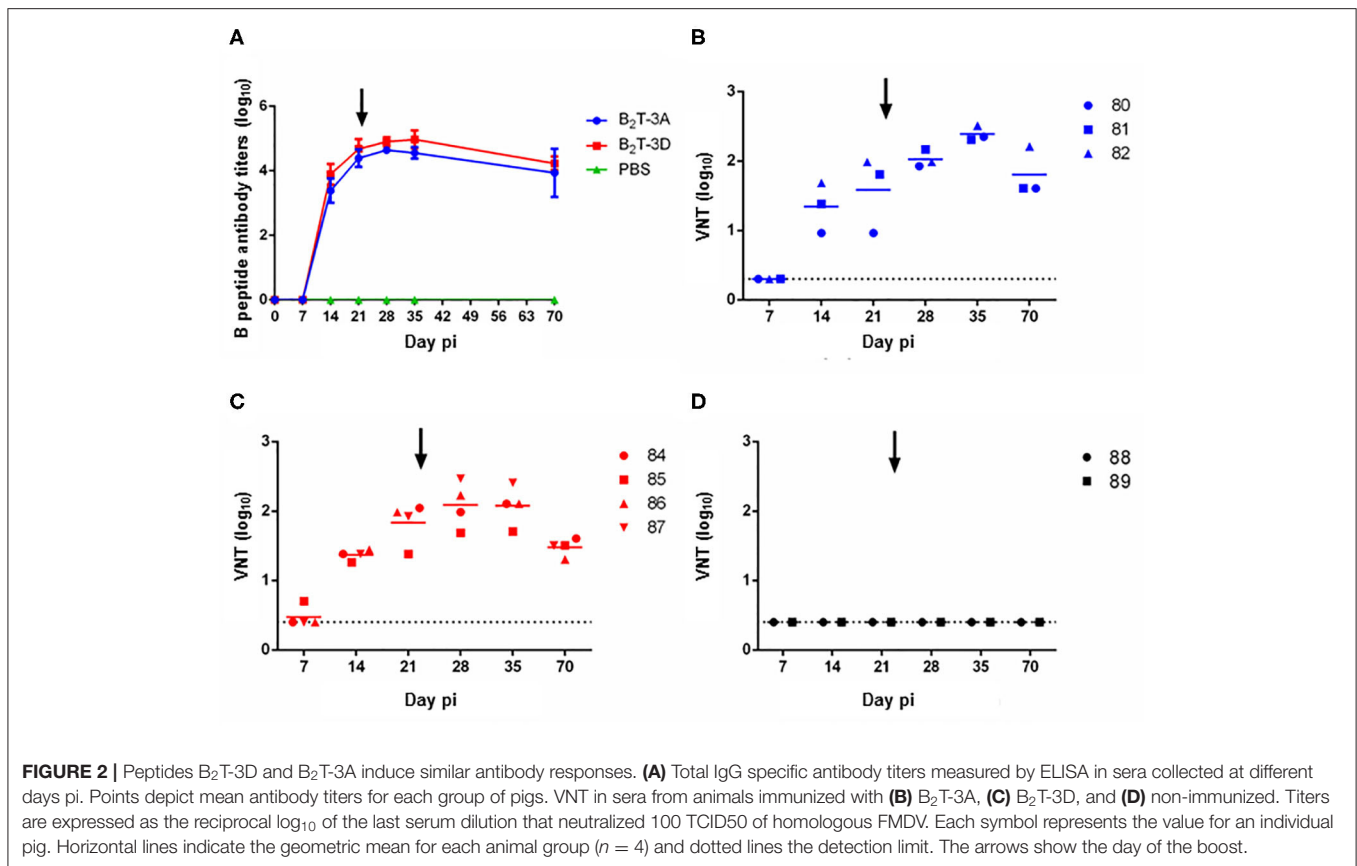 A
B peptide antibody titers (log₁₀)
6
4
2
0
0 7 14 21 28 35 42 49 56 63 70
Day pi
B₂T-3A
B₂T-3D
PBS
B
VNT (log₁₀)
3
2
1
0
7 14 21 28 35 70
Day pi
80
81
82
C
VNT (log₁₀)
3
2
1
0
7 14 21 28 35 70
Day pi
84
85
86
87
D
VNT (log₁₀)
3
2
1
0
7 14 21 28 35 70
Day pi
88
89
FIGURE 2 | Peptides B₂T-3D and B₂T-3A induce similar antibody responses. (A) Total IgG specific antibody titers measured by ELISA in sera collected at different
days pi. Points depict mean antibody titers for each group of pigs. VNT in sera from animals immunized with (B) B₂T-3A, (C) B₂T-3D, and (D) non-immunized. Titers
are expressed as the reciprocal log₁₀ of the last serum dilution that neutralized 100 TCID50 of homologous FMDV. Each symbol represents the value for an individual
pig. Horizontal lines indicate the geometric mean for each animal group (n = 4) and dotted lines the detection limit. The arrows show the day of the boost.